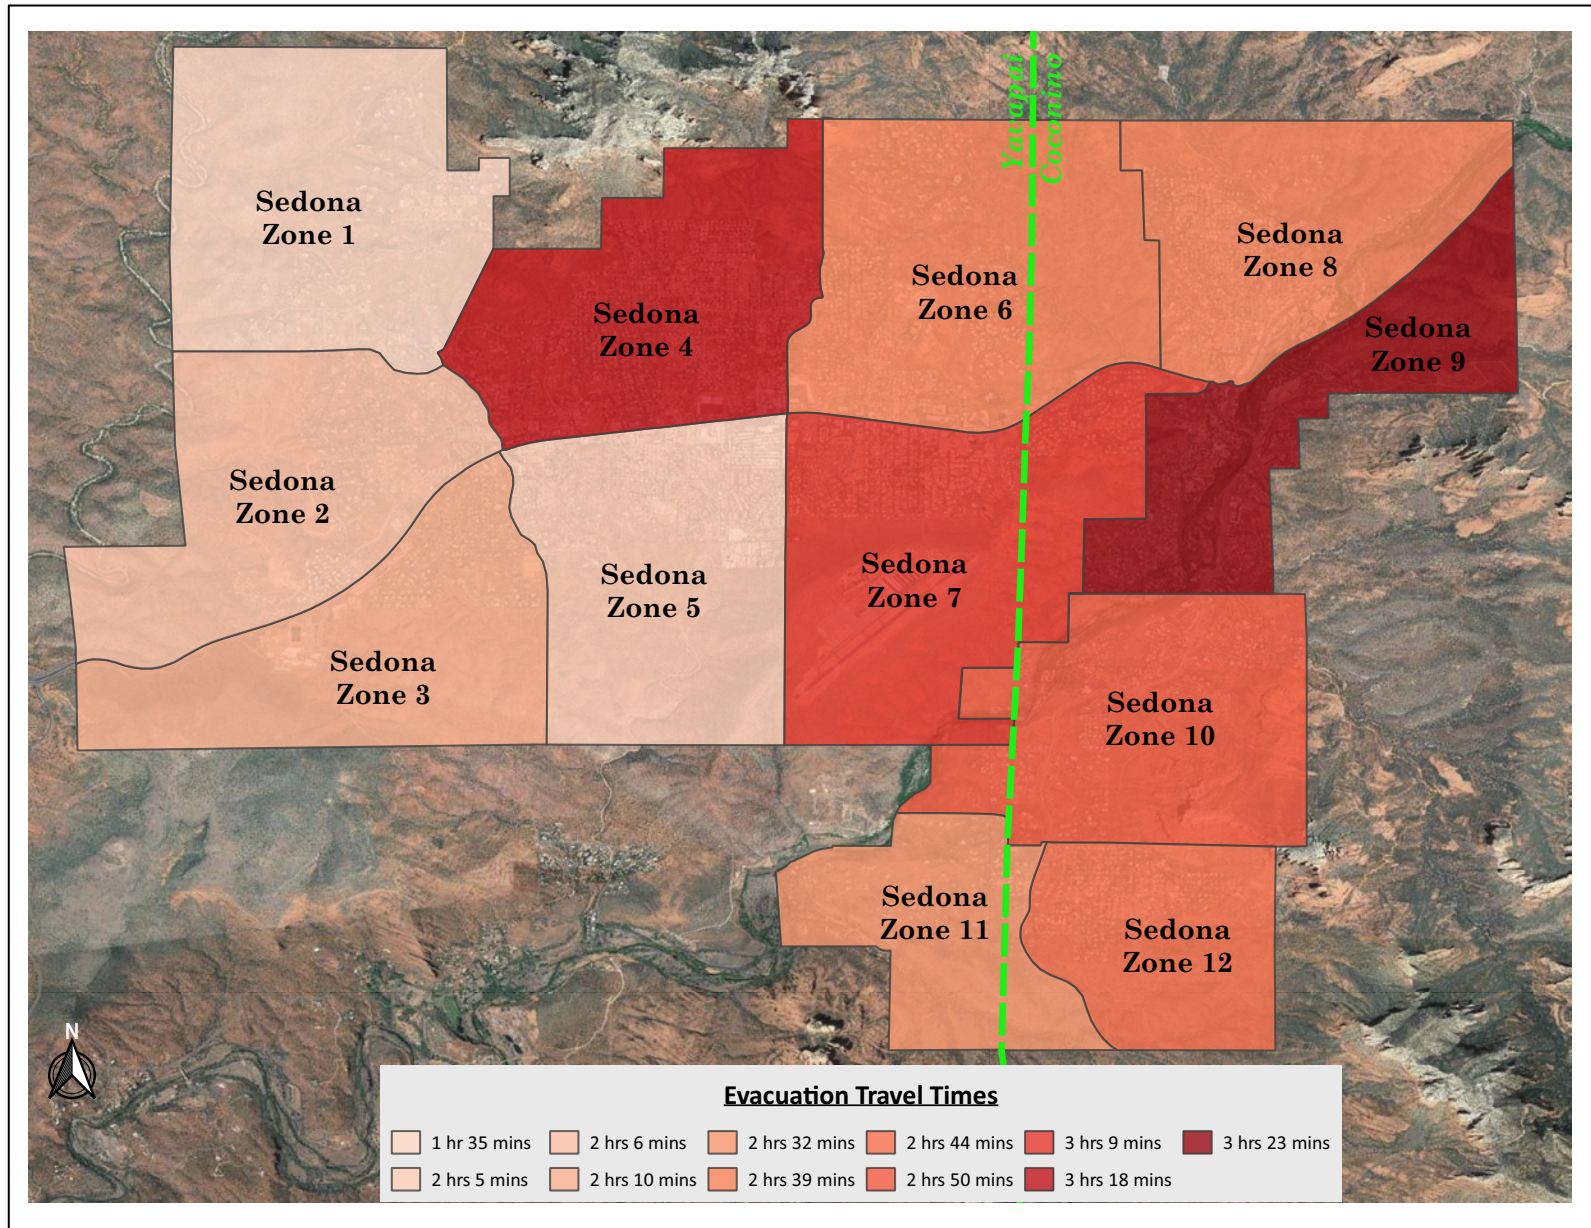 Yavapai
Coconino
Sedona
Zone 1
Sedona
Zone 8
Sedona
Zone 6
Sedona
Zone 4
Sedona
Zone 9
Sedona
Zone 2
Sedona
Zone 7
Sedona
Zone 5
Sedona
Zone 3
Sedona
Zone 10
Sedona
Zone 11
Sedona
Zone 12
N
Evacuation Travel Times
1 hr 35 mins
2 hrs 6 mins
2 hrs 32 mins
2 hrs 44 mins
3 hrs 9 mins
3 hrs 23 mins
2 hrs 5 mins
2 hrs 10 mins
2 hrs 39 mins
2 hrs 50 mins
3 hrs 18 mins